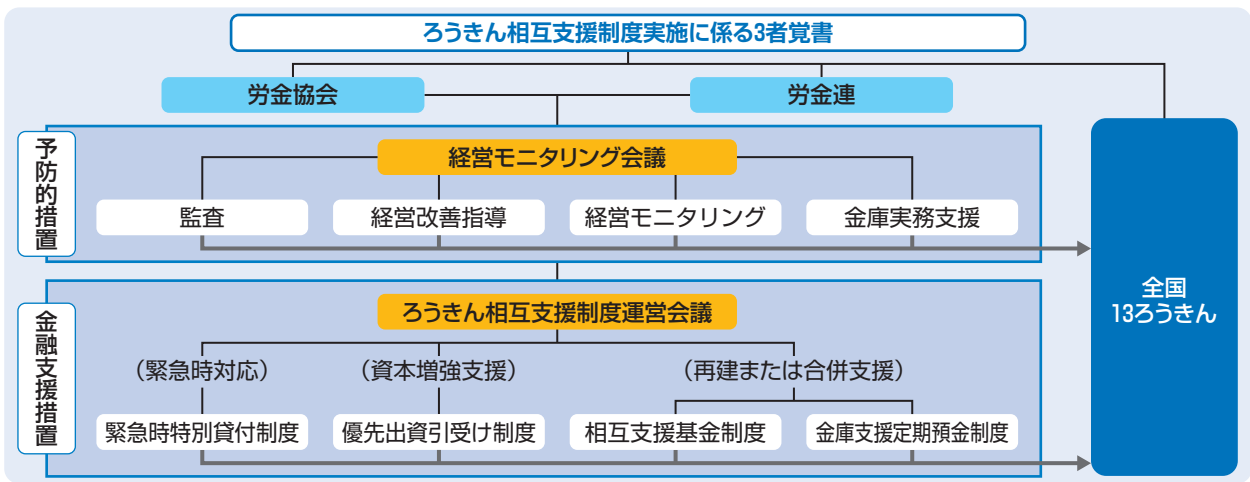 ろうきん相互支援制度実施に係る3者覚書
労金協会
労金連
予防的措置
経営モニタリング会議
監査
経営改善指導
経営モニタリング
金庫実務支援
金融支援措置
ろうきん相互支援制度運営会議
(緊急時対応)
(資本増強支援)
(再建または合併支援)
緊急時特別貸付制度
優先出資引受け制度
相互支援基金制度
金庫支援定期預金制度
全国
13ろうきん